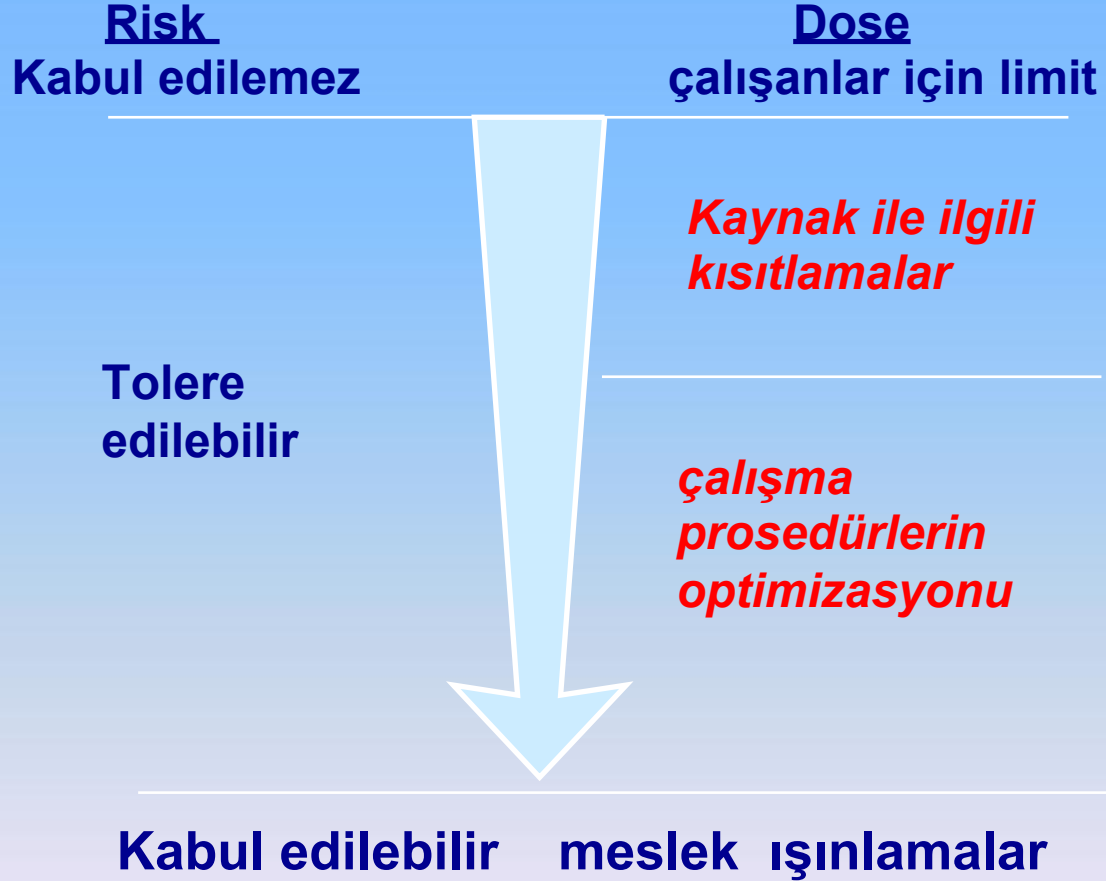 Risk
Dose
Kabul edilemez
çalışanlar için limit
Kaynak ile ilgili
kısıtlamalar
Tolere
edilebilir
çalışma
prosedürlerin
optimizasyonu
Kabul edilebilir meslek ışınlamalar